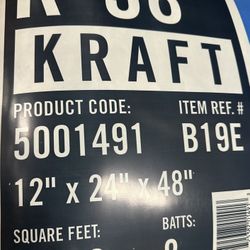 KRAFT
PRODUCT CODE: ITEM REF. #
5001491 B19E
12" x 24" x 48"
SQUARE FEET: BATTS: